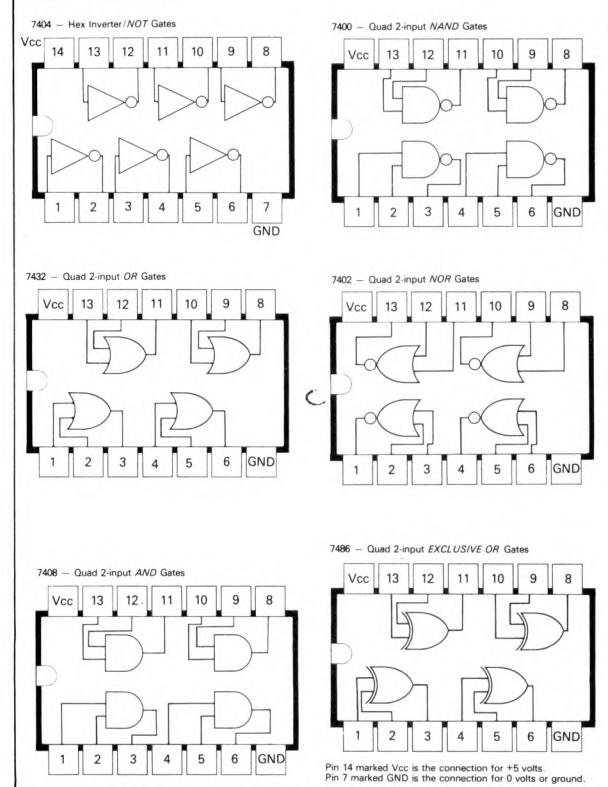 7404 — Hex Inverter/NOT Gates
Vcc 14 13 12 11 10 9 8
1 2 3 4 5 6 7
GND
7400 — Quad 2-input NAND Gates
Vcc 13 12 11 10 9 8
1 2 3 4 5 6 GND
7432 — Quad 2-input OR Gates
Vcc 13 12 11 10 9 8
1 2 3 4 5 6 GND
7402 — Quad 2-input NOR Gates
Vcc 13 12 11 10 9 8
1 2 3 4 5 6 GND
7408 — Quad 2-input AND Gates
Vcc 13 12 11 10 9 8
1 2 3 4 5 6 GND
7486 — Quad 2-input EXCLUSIVE OR Gates
Vcc 13 12 11 10 9 8
1 2 3 4 5 6 GND
Pin 14 marked Vcc is the connection for +5 volts.
Pin 7 marked GND is the connection for 0 volts or ground.